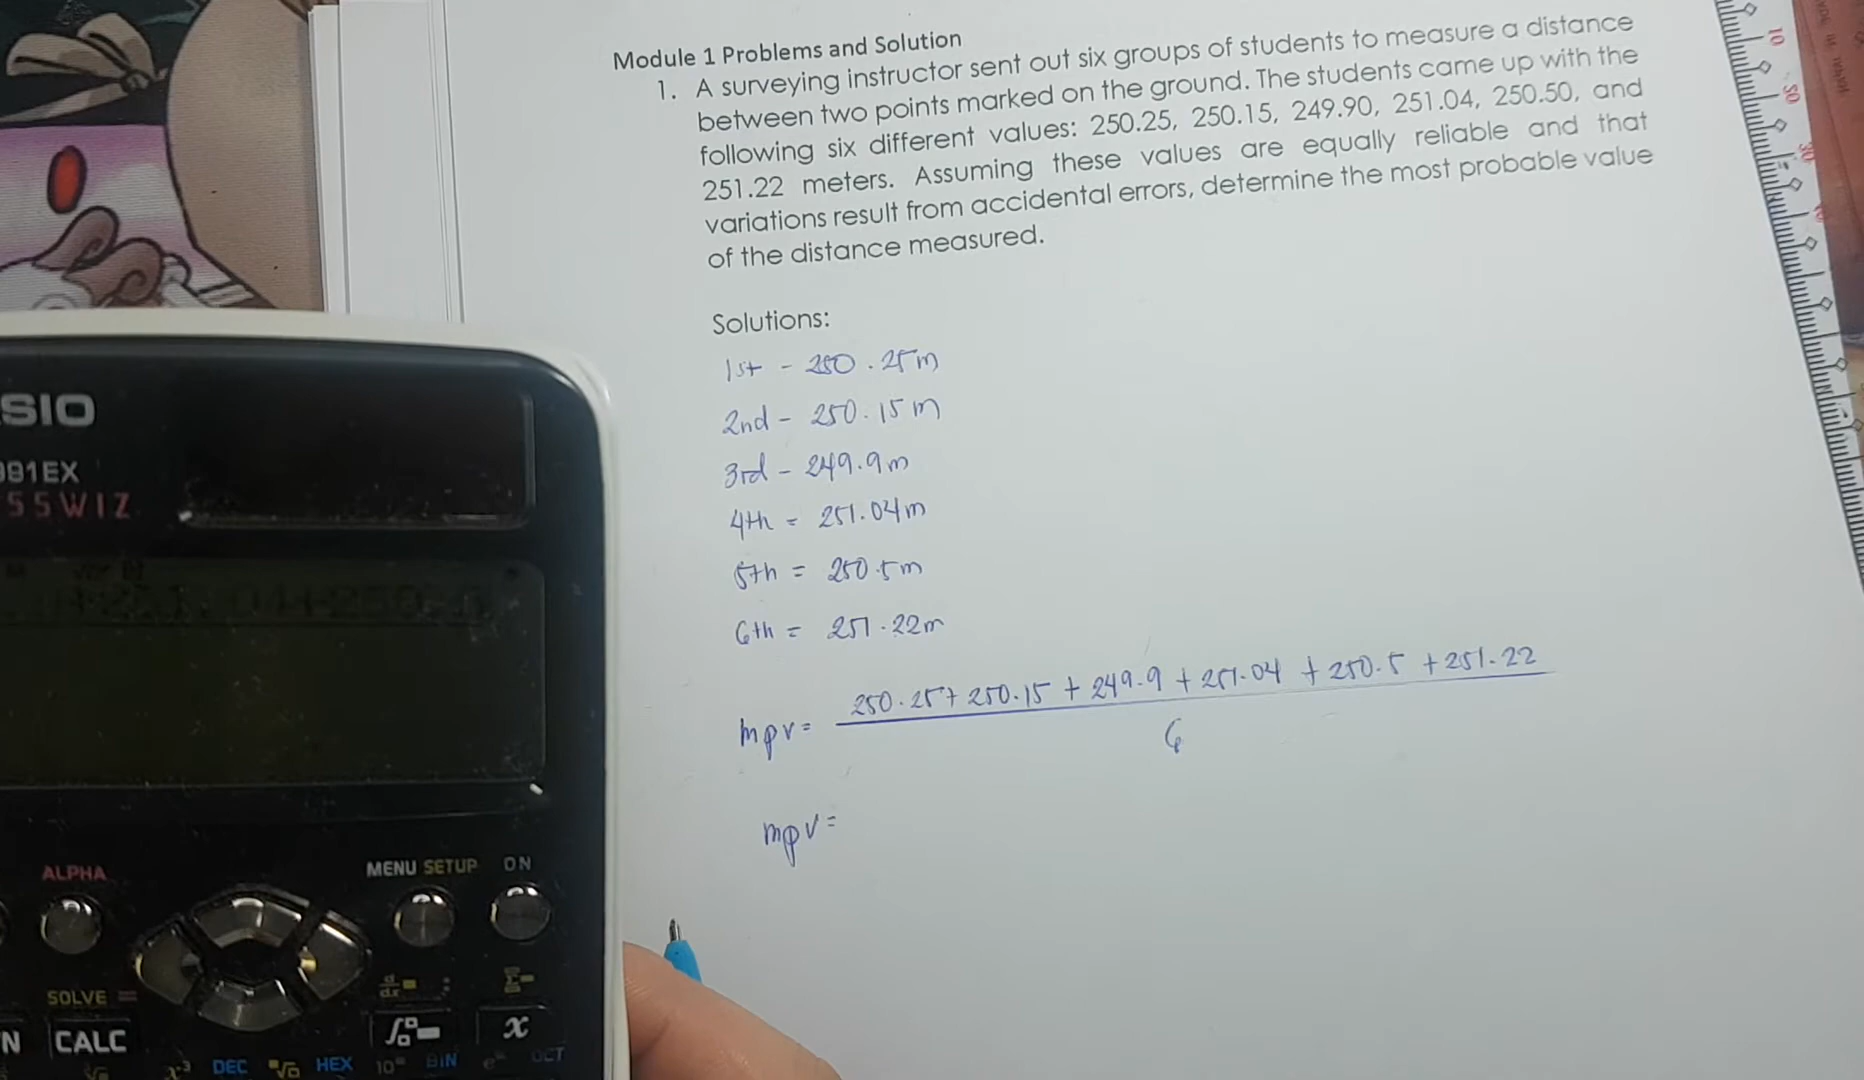 Module 1 Problems and Solution
1. A surveying instructor sent out six groups of students to measure a distance
between two points marked on the ground. The students came up with the
following six different values: 250.25, 250.15, 249.90, 251.04, 250.50, and
251.22 meters. Assuming these values are equally reliable and that
variations result from accidental errors, determine the most probable value
of the distance measured.
Solutions:
1st - 250.25m
2nd - 250.15m
3rd - 249.9m
4th = 251.04m
5th = 250.5m
6th = 251.22m
mpv = 250.25 + 250.15 + 249.9 + 251.04 + 250.5 + 251.22
6
mpv =
SIO
991EX
SSWIZ
ALPHA
MENU SETUP ON
SOLVE =
N CALC x
DEC HEX BIN OCT
10
50